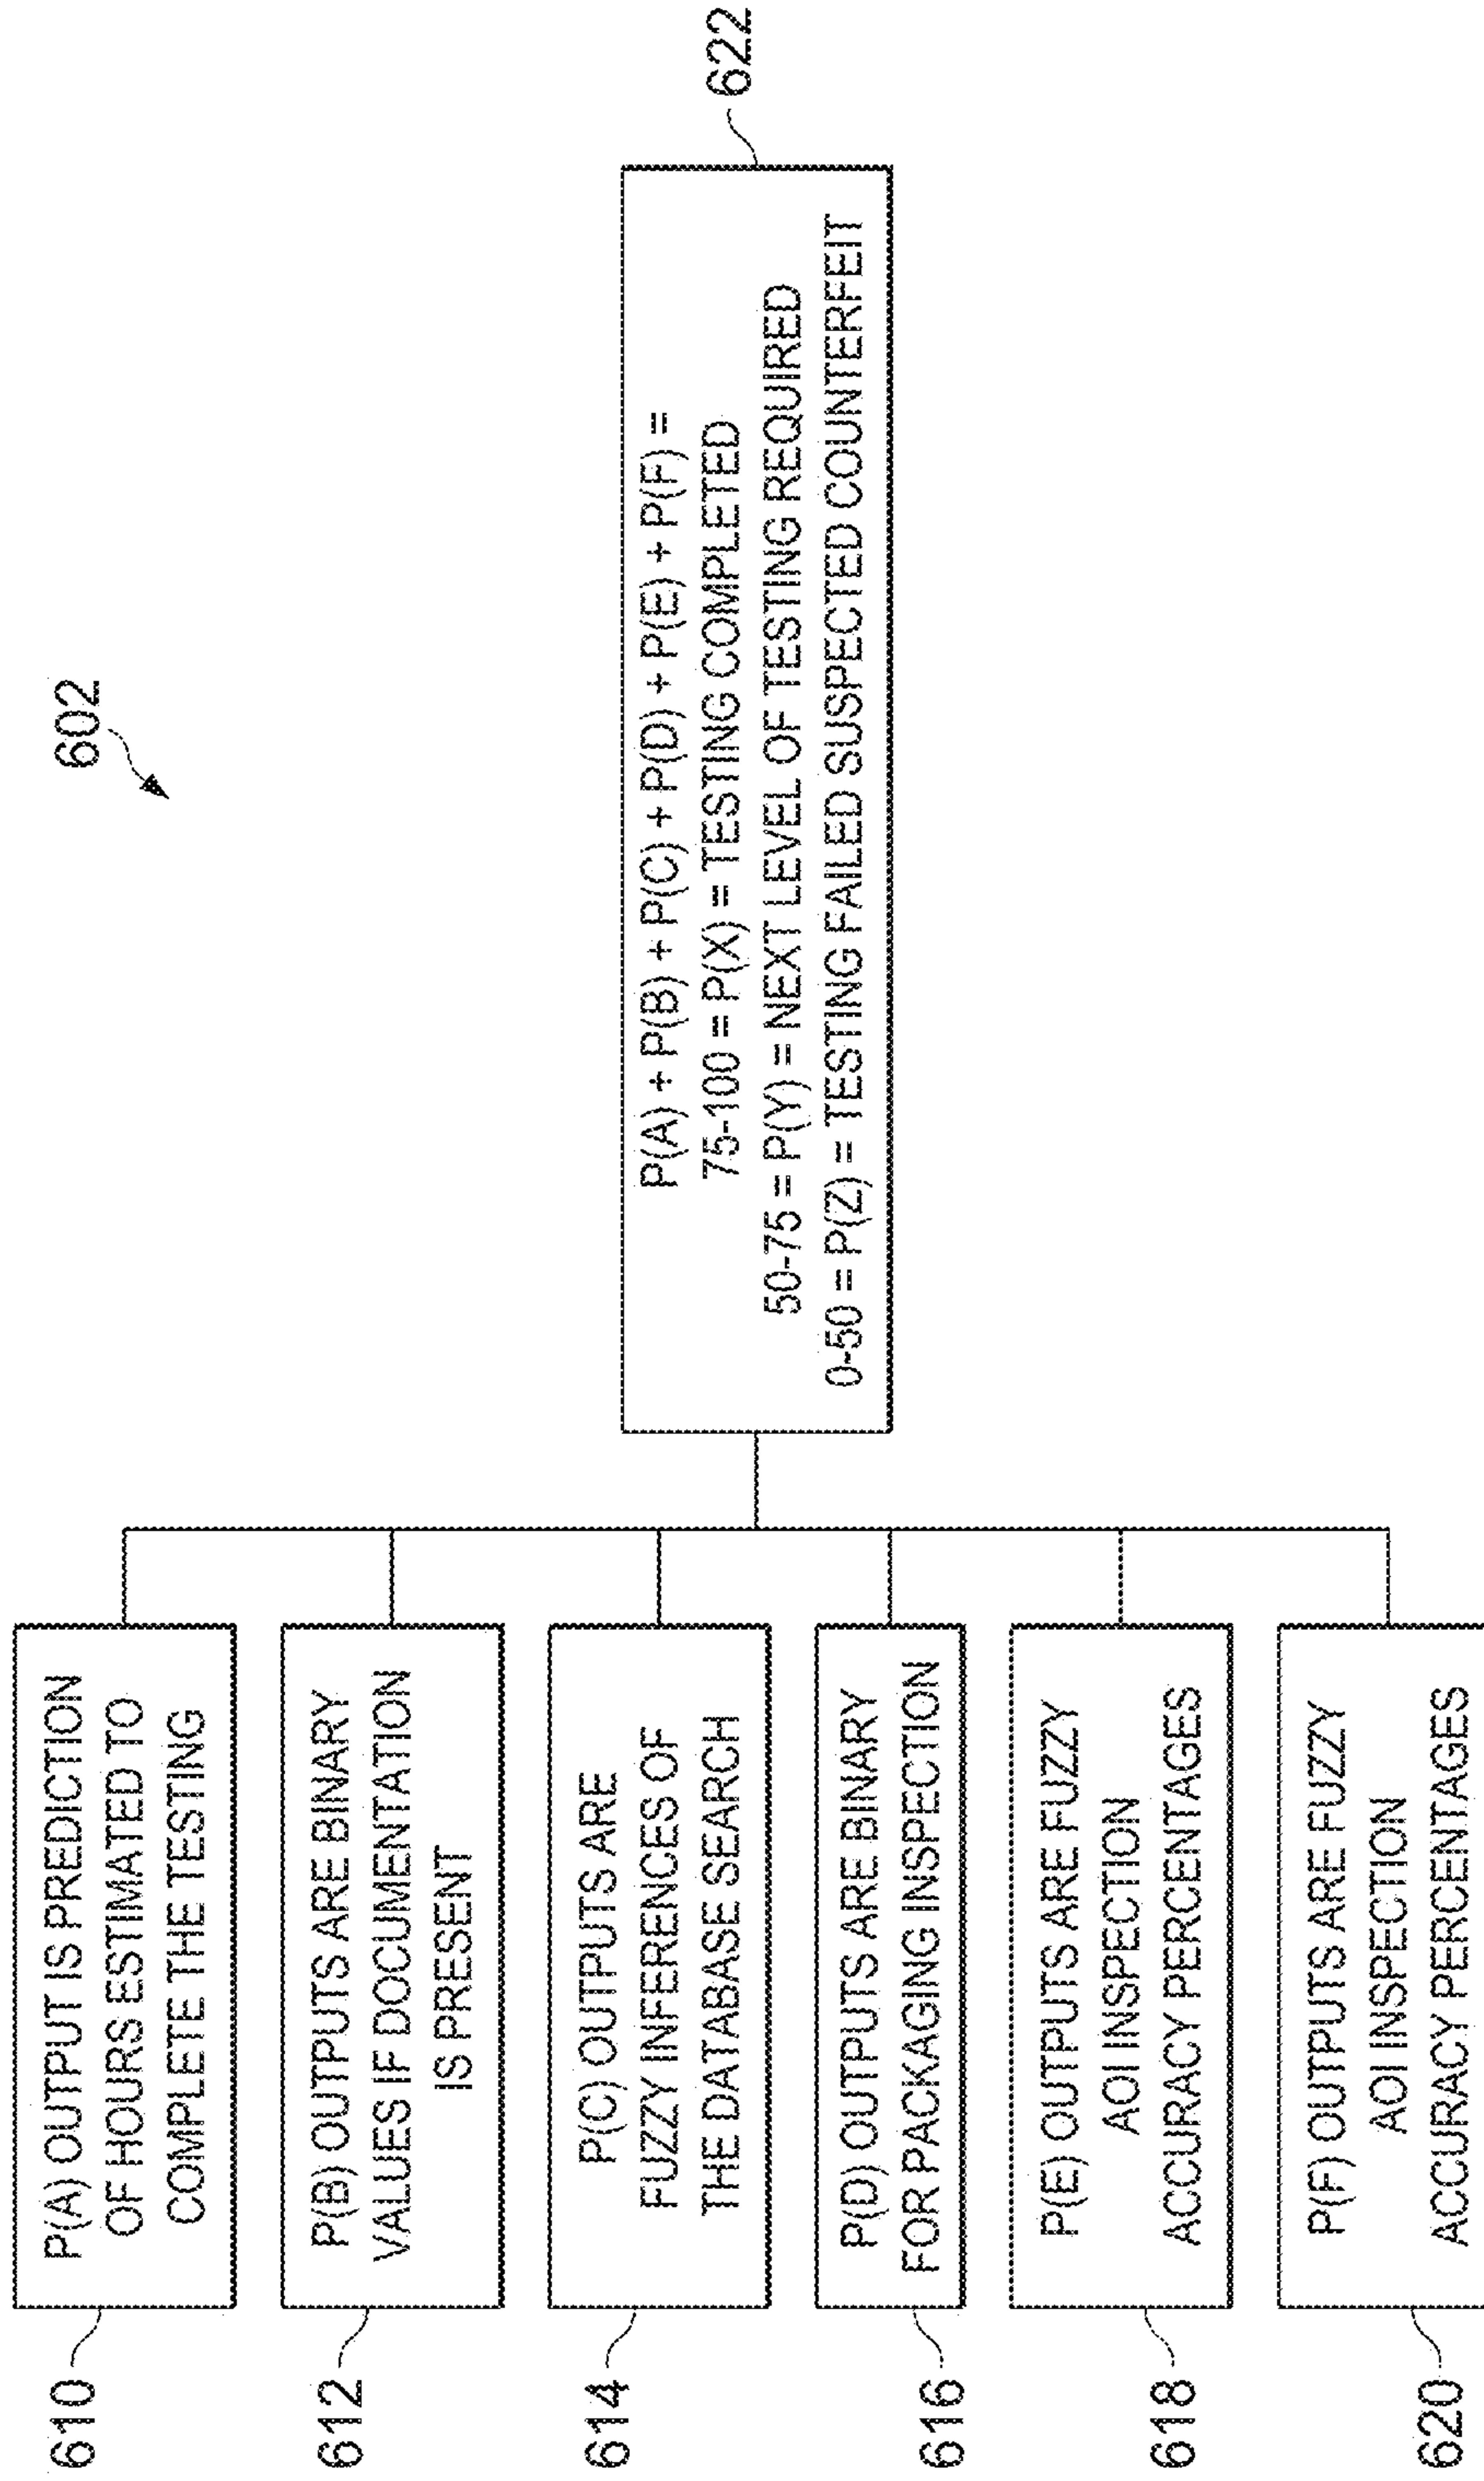 602
610
P(A) OUTPUT IS PREDICTION
OF HOURS ESTIMATED TO
COMPLETE THE TESTING
612
P(B) OUTPUTS ARE BINARY
VALUES IF DOCUMENTATION
IS PRESENT
614
P(C) OUTPUTS ARE
FUZZY INFERENCES OF
THE DATABASE SEARCH
616
P(D) OUTPUTS ARE BINARY
FOR PACKAGING INSPECTION
618
P(E) OUTPUTS ARE FUZZY
AOI INSPECTION
ACCURACY PERCENTAGES
620
P(F) OUTPUTS ARE FUZZY
AOI INSPECTION
ACCURACY PERCENTAGES
P(A) + P(B) + P(C) + P(D) + P(E) + P(F) =
75-100 = P(X) = TESTING COMPLETED
50-75 = P(Y) = NEXT LEVEL OF TESTING REQUIRED
0-50 = P(Z) = TESTING FAILED SUSPECTED COUNTERFEIT
622